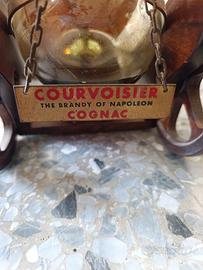 COURVOISIER
THE BRANDY OF NAPOLEON
COGNAC